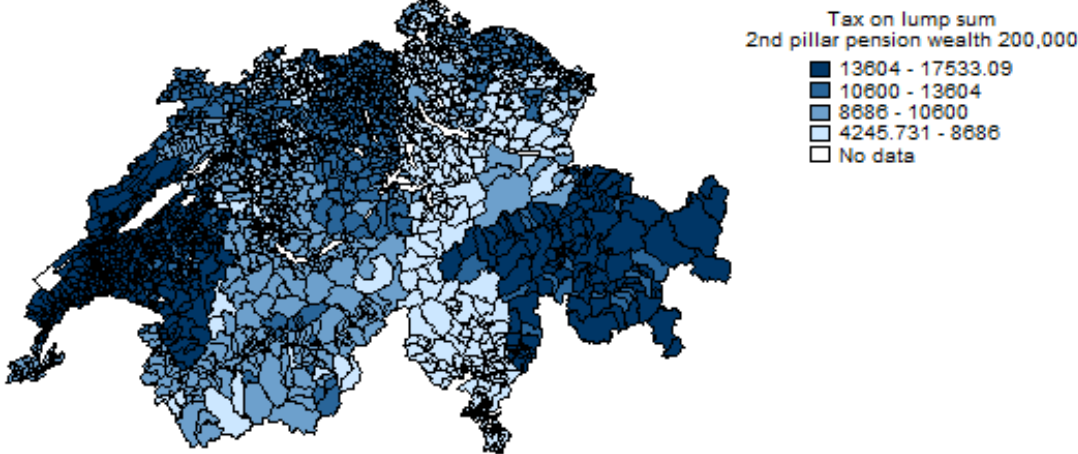 Tax on lump sum
2nd pillar pension wealth 200,000
13604 - 17533.09
10600 - 13604
8686 - 10600
4245.731 - 8686
No data